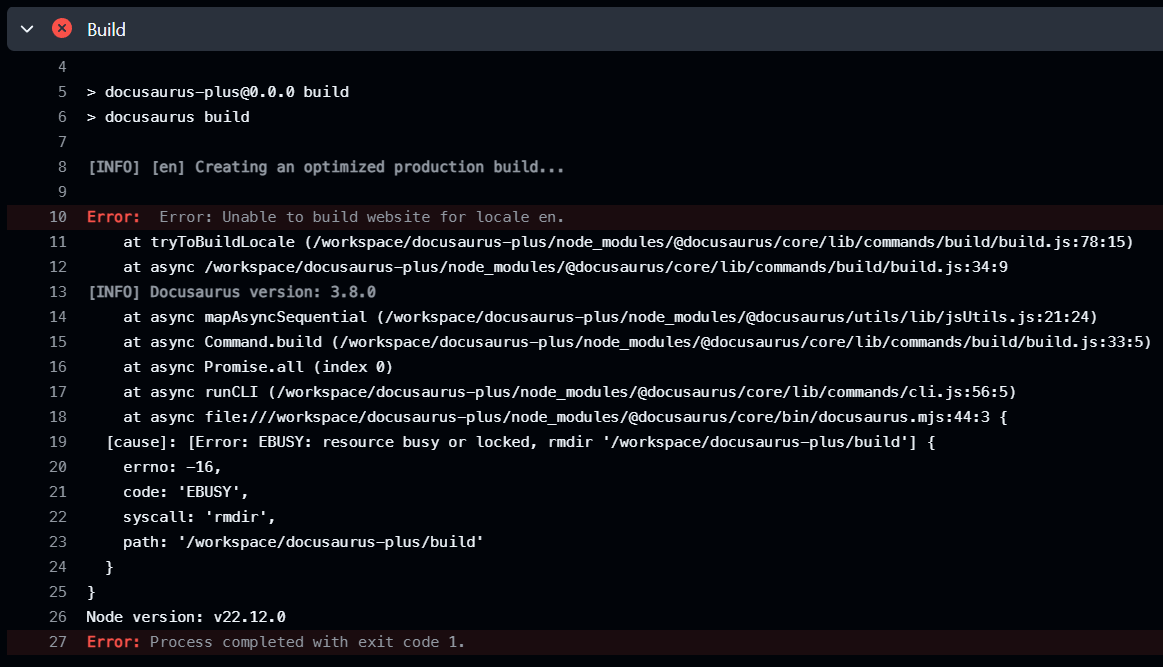 Build
4
5 > docusaurus-plus@0.0.0 build
6 > docusaurus build
7
8 [INFO] [en] Creating an optimized production build...
9
10 Error:  Error: Unable to build website for locale en.
11     at tryToBuildLocale (/workspace/docusaurus-plus/node_modules/@docusaurus/core/lib/commands/build/build.js:78:15)
12     at async /workspace/docusaurus-plus/node_modules/@docusaurus/core/lib/commands/build/build.js:34:9
13 [INFO] Docusaurus version: 3.8.0
14     at async mapAsyncSequential (/workspace/docusaurus-plus/node_modules/@docusaurus/utils/lib/jsUtils.js:21:24)
15     at async Command.build (/workspace/docusaurus-plus/node_modules/@docusaurus/core/lib/commands/build/build.js:33:5)
16     at async Promise.all (index 0)
17     at async runCLI (/workspace/docusaurus-plus/node_modules/@docusaurus/core/lib/commands/cli.js:56:5)
18     at async file:///workspace/docusaurus-plus/node_modules/@docusaurus/core/bin/docusaurus.mjs:44:3 {
19   [cause]: [Error: EBUSY: resource busy or locked, rmdir '/workspace/docusaurus-plus/build'] {
20     errno: -16,
21     code: 'EBUSY',
22     syscall: 'rmdir',
23     path: '/workspace/docusaurus-plus/build'
24   }
25 }
26 Node version: v22.12.0
27 Error: Process completed with exit code 1.